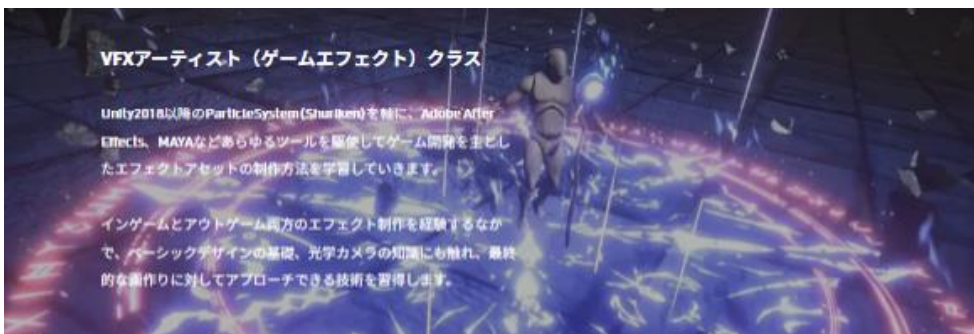 VFXアーティスト（ゲームエフェクト）クラス
Unity2018以降のParticleSystem(Shuriken)を軸に、Adobe After
Effects、MAYAなどあらゆるツールを駆使してゲーム開発を主とし
たエフェクトアセットの制作方法を学習していきます。
インゲームとアウトゲーム両方のエフェクト制作を経験するなか
で、ベーシックデザインの基礎、光学カメラの知識にも触れ、最終
的な画作りに対してアプローチできる技術を習得します。